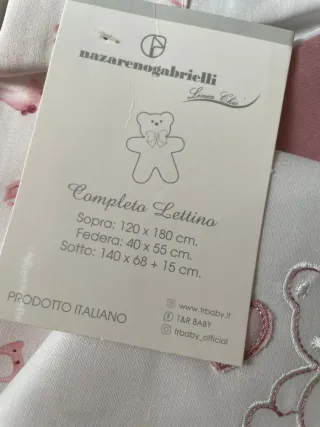 nazarenogabrielli
Linea Chic
Completo Lettino
Sopra: 120 x 180 cm.
Federa: 40 x 55 cm.
Sotto: 140 x 68 + 15 cm.
PRODOTTO ITALIANO
www.trbaby.it
T&R BABY
trbaby_official